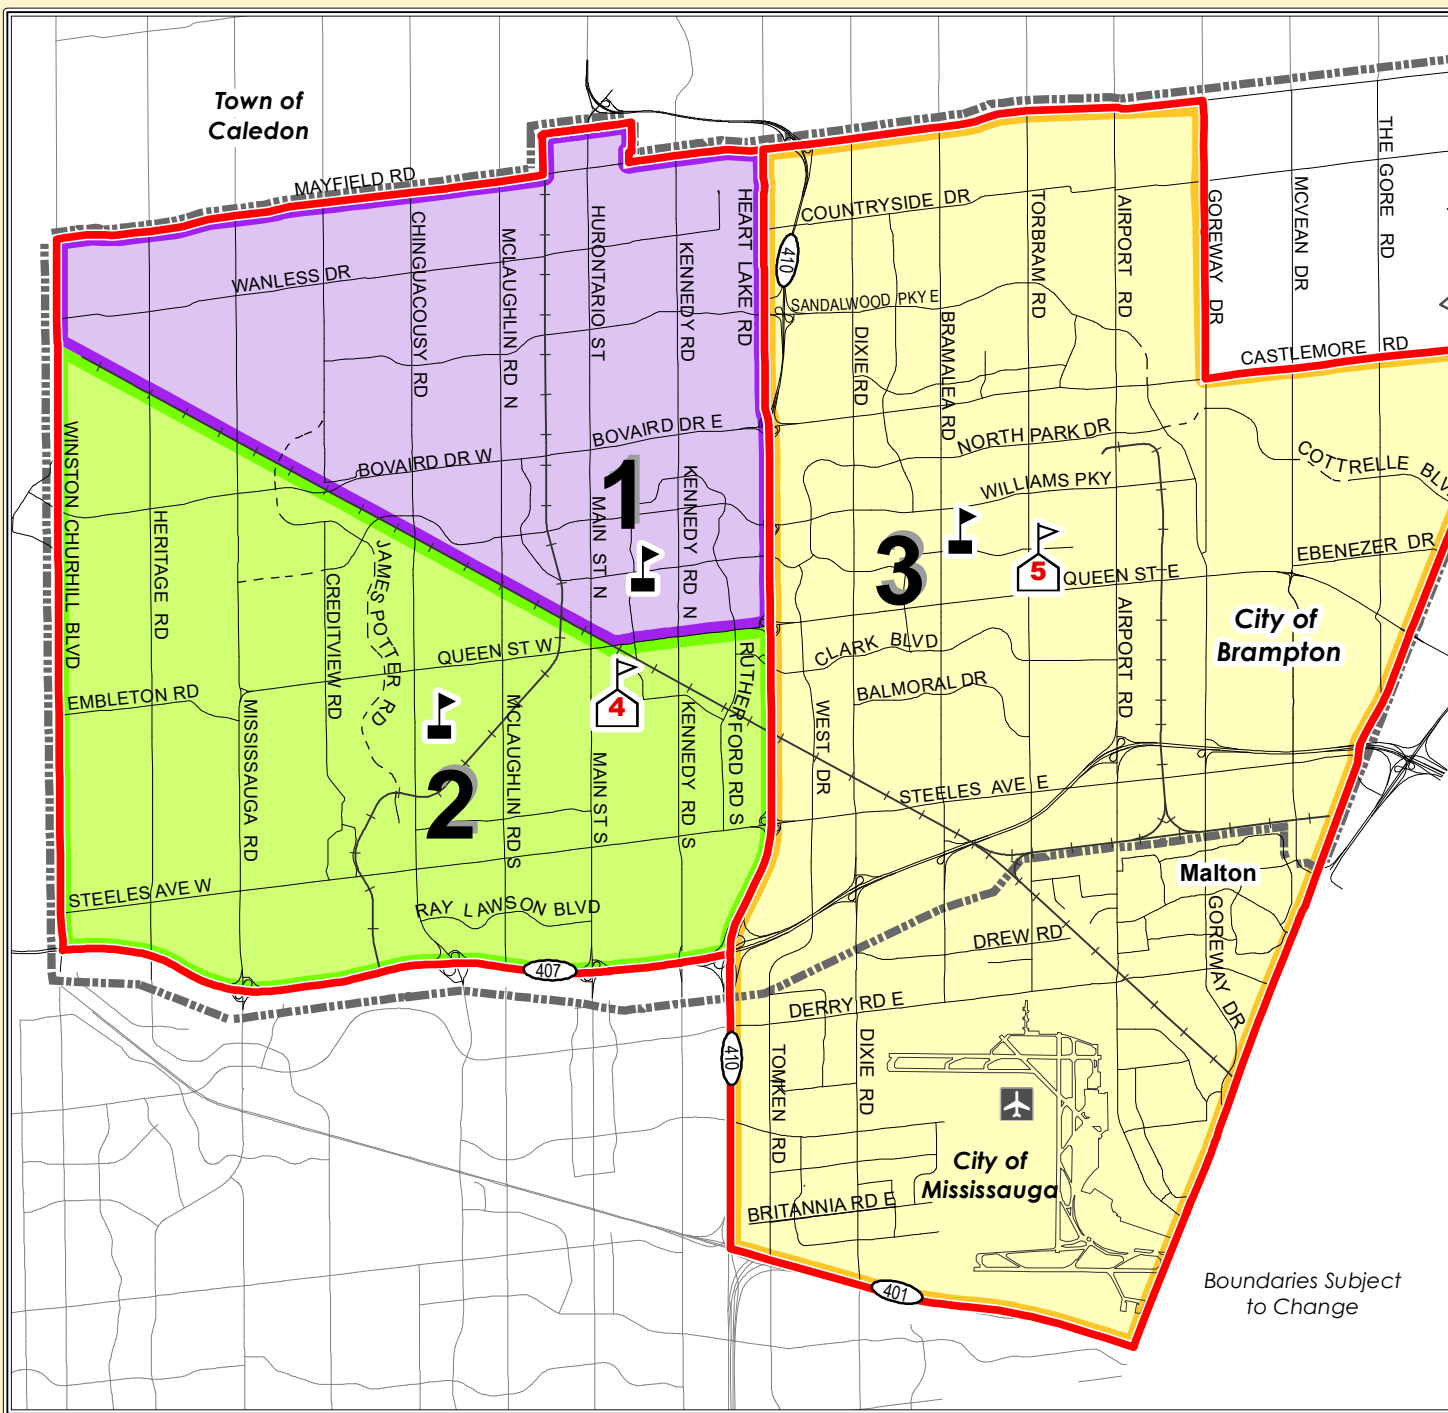 Town of
Caledon
MAYFIELD RD
THE GORE RD
MCVEAN DR
GOREWAY DR
AIRPORT RD
TORBRAM RD
COUNTRYSIDE DR
HEART LAKE RD
KENNEDY RD
HURONTARIO ST
MCLAUGHLIN RD N
CHINGUACOUSY RD
WANLESS DR
410
SANDALWOOD PKY E
DIXIE RD
BRAMALEA RD
CASTLEMORE RD
BOVAIRD DR E
BOVAIRD DR W
NORTH PARK DR
COTTRELLE BLV
WILLIAMS PKY
1
MAIN ST N
KENNEDY RD N
WINSTON CHURHILL BLVD
HERITAGE RD
JAMES POTTER RD
CREDITVIEW RD
3
5
QUEEN ST E
EBENEZER DR
City of
Brampton
CLARK BLVD
BALMORAL DR
AIRPORT RD
QUEEN ST W
EMBLETON RD
MISSISSAUGA RD
4
RUTHERFORD RD S
KENNEDY RD S
MAIN ST S
MCLAUGHLIN RD S
WEST DR
2
STEELES AVE E
STEELES AVE W
Malton
RAY LAWSON BLVD
GOREWAY DR
DREW RD
407
DERRY RD E
410
TOMKEN RD
DIXIE RD
City of
Mississauga
BRITANNIA RD E
401
Boundaries Subject
to Change